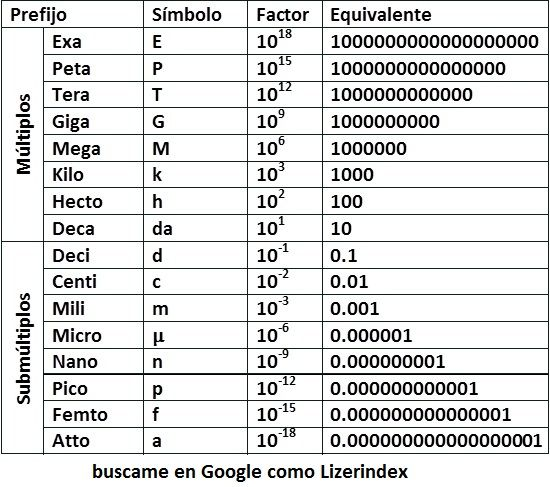 Prefijo Símbolo Factor Equivalente
Múltiplos
Exa E 10^18 1000000000000000000
Peta P 10^15 1000000000000000
Tera T 10^12 1000000000000
Giga G 10^9 1000000000
Mega M 10^6 1000000
Kilo k 10^3 1000
Hecto h 10^2 100
Deca da 10^1 10
Submúltiplos
Deci d 10^-1 0.1
Centi c 10^-2 0.01
Mili m 10^-3 0.001
Micro μ 10^-6 0.000001
Nano n 10^-9 0.000000001
Pico p 10^-12 0.000000000001
Femto f 10^-15 0.000000000000001
Atto a 10^-18 0.000000000000000001
buscame en Google como Lizerindex